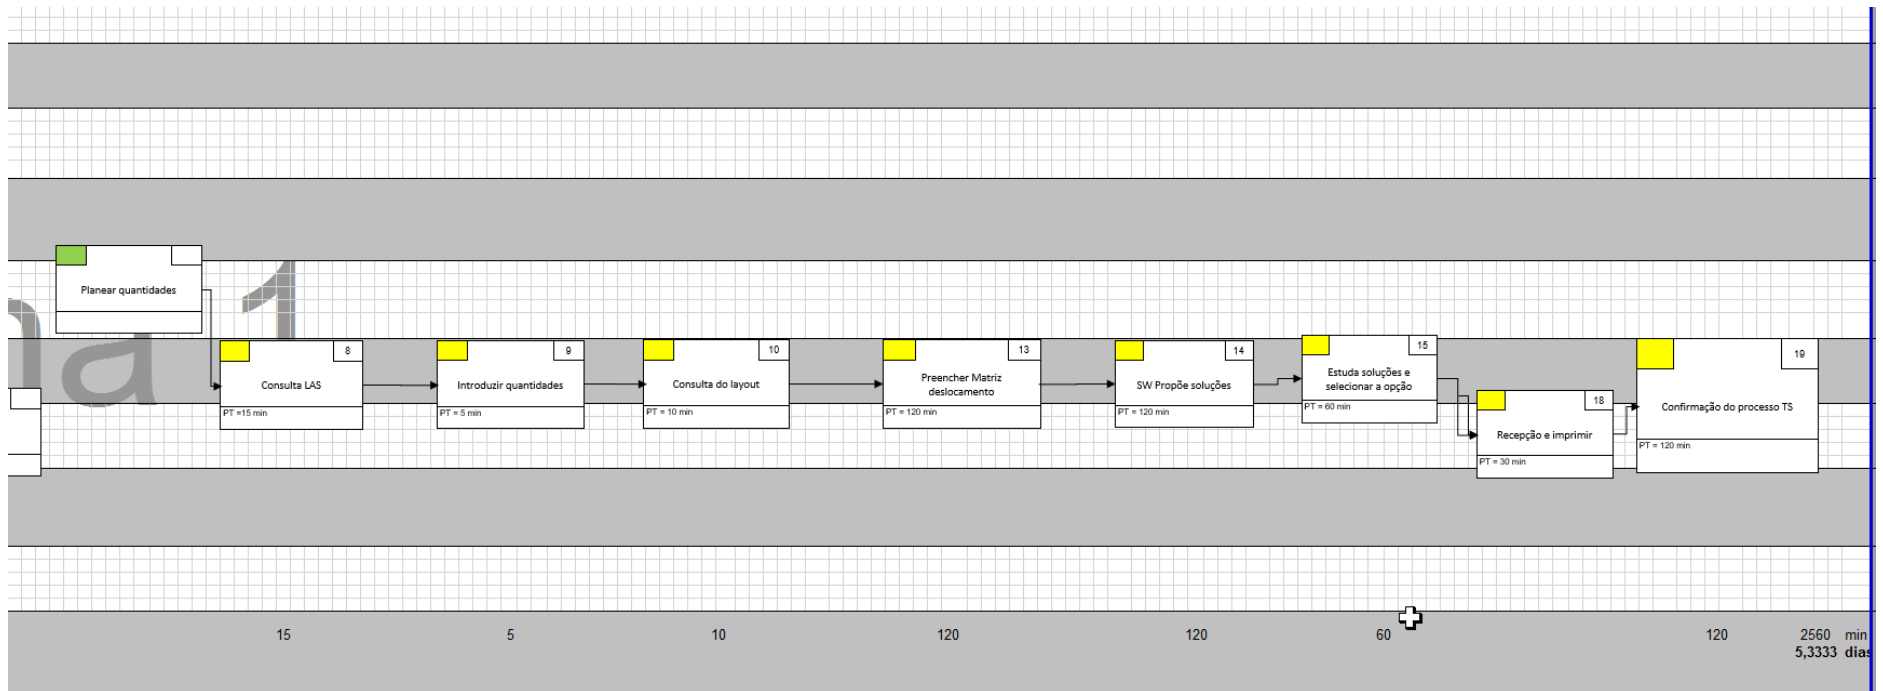 Planear quantidades
8
Consulta LAS
PT =15 min
9
Introduzir quantidades
PT = 5 min
10
Consulta do layout
PT = 10 min
13
Preencher Matriz
deslocamento
PT = 120 min
14
SW Propõe soluções
PT = 120 min
15
Estuda soluções e
selecionar a opção
PT = 60 min
18
Recepção e imprimir
PT = 30 min
19
Confirmação do processo TS
PT = 120 min
15 5 10 120 120 60 120 2560 min
5,3333 dias